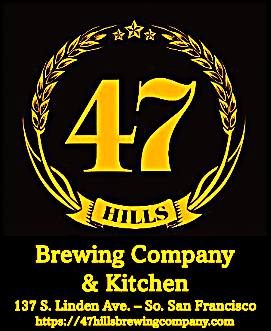 47
HILLS
Brewing Company
& Kitchen
137 S. Linden Ave. – So. San Francisco
https://47hillsbrewingcompany.com